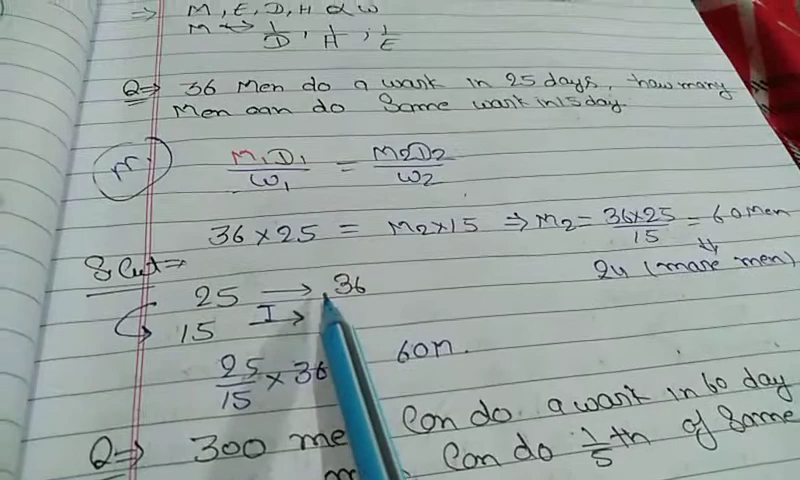 ⇒ M, E, D, H α w
M ↔ 1/D, 1/H, 1/E
Q⇒ 36 Men do a wark in 25 days, how many
Men can do Same wark in 15 day
M₁D₁/W₁ = M₂D₂/W₂
36×25 = M₂×15 ⇒ M₂ = 36×25/15 = 60 Men
24 (mare men)
S Cut ⇒
25 → 36
15 I →
25/15 × 36 60 M.
Q⇒ 300 me Can do a wark in 60 day
Can do 1/5 th of Same